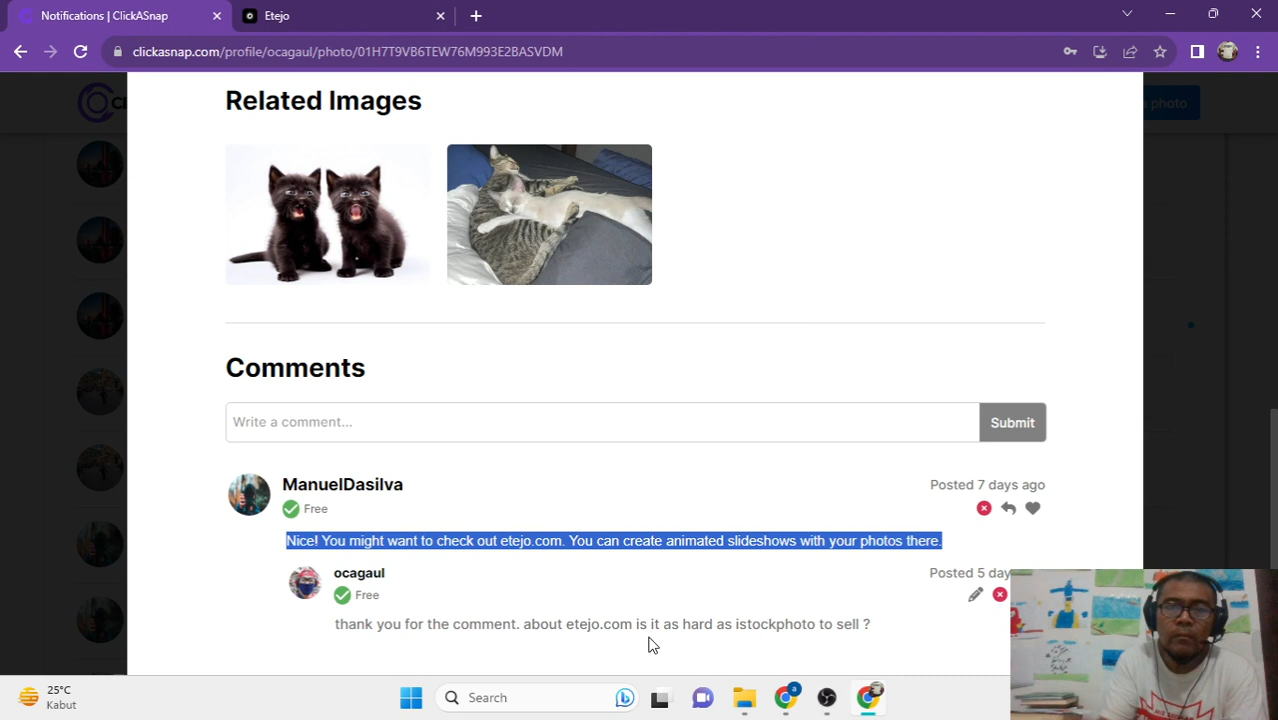 Notifications | ClickASnap
Etejo
clickasnap.com/profile/ocagaul/photo/01H7T9VB6TEW76M993E2BASVDM
photo
Related Images
Comments
Write a comment...
Submit
ManuelDasilva
Posted 7 days ago
Free
Nice! You might want to check out etejo.com. You can create animated slideshows with your photos there.
ocagaul
Posted 5 day
Free
thank you for the comment. about etejo.com is it as hard as istockphoto to sell ?
25°C
Kabut
Search
a